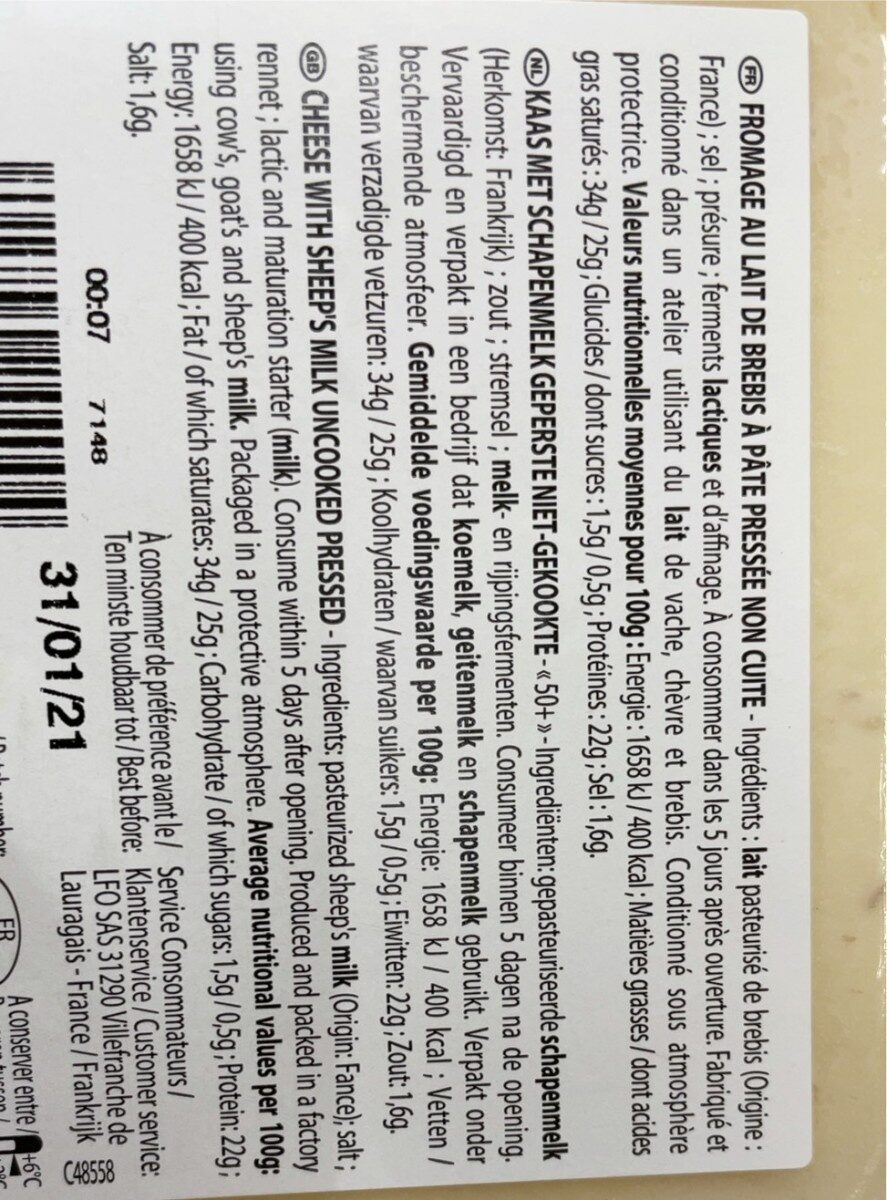 FR FROMAGE AU LAIT DE BREBIS À PÂTE PRESSÉE NON CUITE - Ingrédients : lait pasteurisé de brebis (Origine :
France) ; sel ; présure ; ferments lactiques et d'affinage. À consommer dans les 5 jours après ouverture. Fabriqué et
conditionné dans un atelier utilisant du lait de vache, chèvre et brebis. Conditionné sous atmosphère
protectrice. Valeurs nutritionnelles moyennes pour 100g : Energie : 1658 kJ / 400 kcal ; Matières grasses / dont acides
gras saturés : 34g / 25g ; Glucides / dont sucres : 1,5g / 0,5g ; Protéines : 22g ; Sel : 1,6g.
NL KAAS MET SCHAPENMELK GEPERSTE NIET-GEKOOKTE - « 50+ » - Ingrediënten: gepasteuriseerde schapenmelk
(Herkomst: Frankrijk) ; zout ; stremsel ; melk- en rijpingsfermenten. Consumeer binnen 5 dagen na de opening.
Vervaardigd en verpakt in een bedrijf dat koemelk, geitenmelk en schapenmelk gebruikt. Verpakt onder
beschermende atmosfeer. Gemiddelde voedingswaarde per 100g: Energie: 1658 kJ / 400 kcal ; Vetten /
waarvan verzadigde vetzuren: 34g / 25g ; Koolhydraten / waarvan suikers: 1,5g / 0,5g ; Eiwitten: 22g ; Zout: 1,6g.
GB CHEESE WITH SHEEP'S MILK UNCOOKED PRESSED - Ingredients: pasteurized sheep's milk (Origin: Fance); salt ;
rennet ; lactic and maturation starter (milk). Consume within 5 days after opening. Produced and packed in a factory
using cow's, goat's and sheep's milk. Packaged in a protective atmosphere. Average nutritional values per 100g:
Energy: 1658 kJ / 400 kcal ; Fat / of which saturates: 34g / 25g ; Carbohydrate / of which sugars: 1,5g / 0,5g ; Protein: 22g ;
Salt: 1,6g.
00:07 7148
À consommer de préférence avant le /
Ten minste houdbaar tot / Best before:
31/01/21
Service Consommateurs /
Klantenservice / Customer service:
LFO SAS 31290 Villefranche de
Lauragais - France / Frankrijk
C48558
FR
A conserver entre /
+6°C